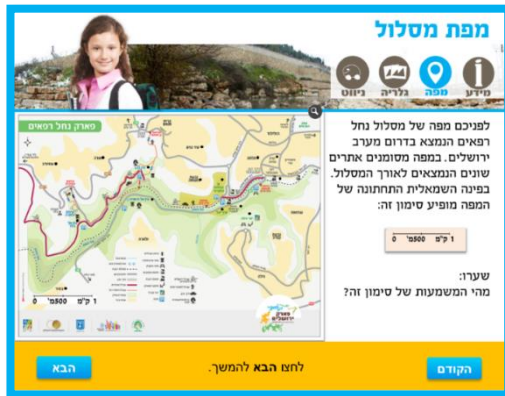 מפת מסלול
מידע
מפה
גלריה
ניווט
לפניכם מפה של מסלול נחל
רפאים הנמצא בדרום מערב
ירושלים. במפה מסומנים אתרים
שונים הנמצאים לאורך המסלול.
בפינה השמאלית התחתונה של
המפה מופיע סימון זה:
0 500מ' 1 ק"מ
שערו:
מהי המשמעות של סימון זה?
פארק נחל רפאים
0 500מ' 1 ק"מ
פארק
ירושלים
הקודם
לחצו הבא להמשך.
הבא